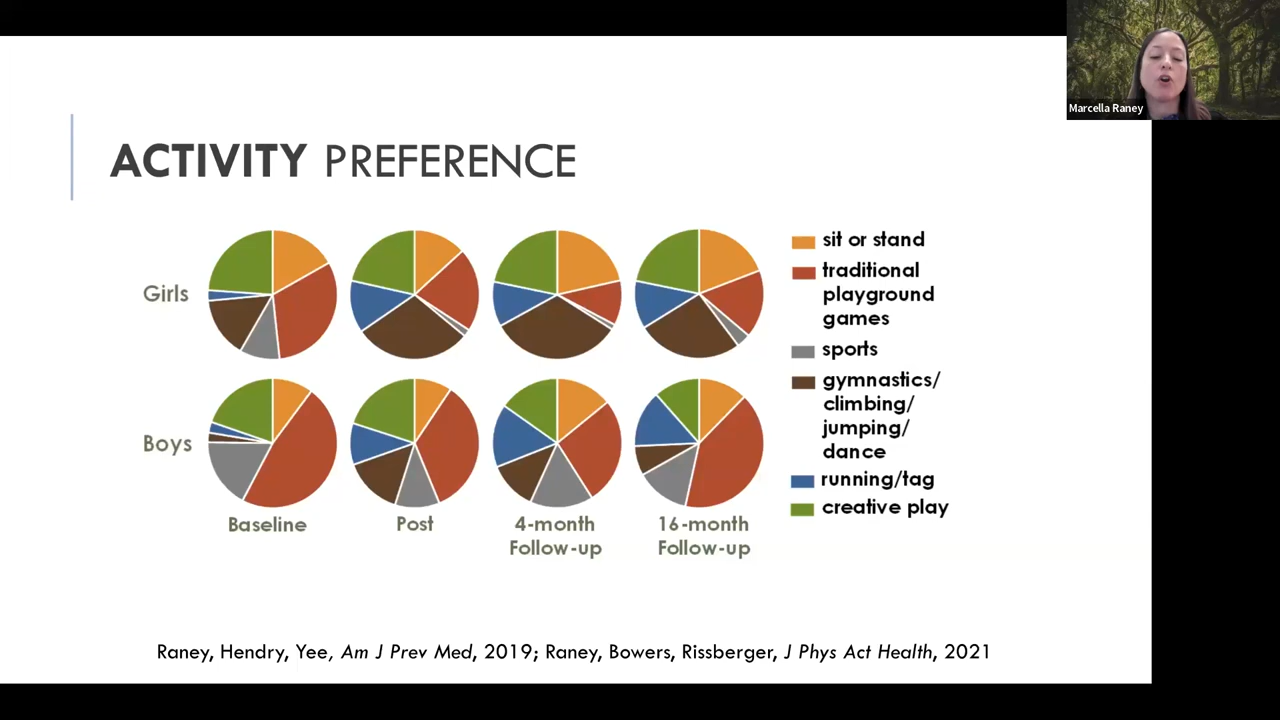 Marcella Raney
ACTIVITY PREFERENCE
Girls
Boys
Baseline
Post
4-month
Follow-up
16-month
Follow-up
sit or stand
traditional
playground
games
sports
gymnastics/
climbing/
jumping/
dance
running/tag
creative play
Raney, Hendry, Yee, Am J Prev Med, 2019; Raney, Bowers, Rissberger, J Phys Act Health, 2021